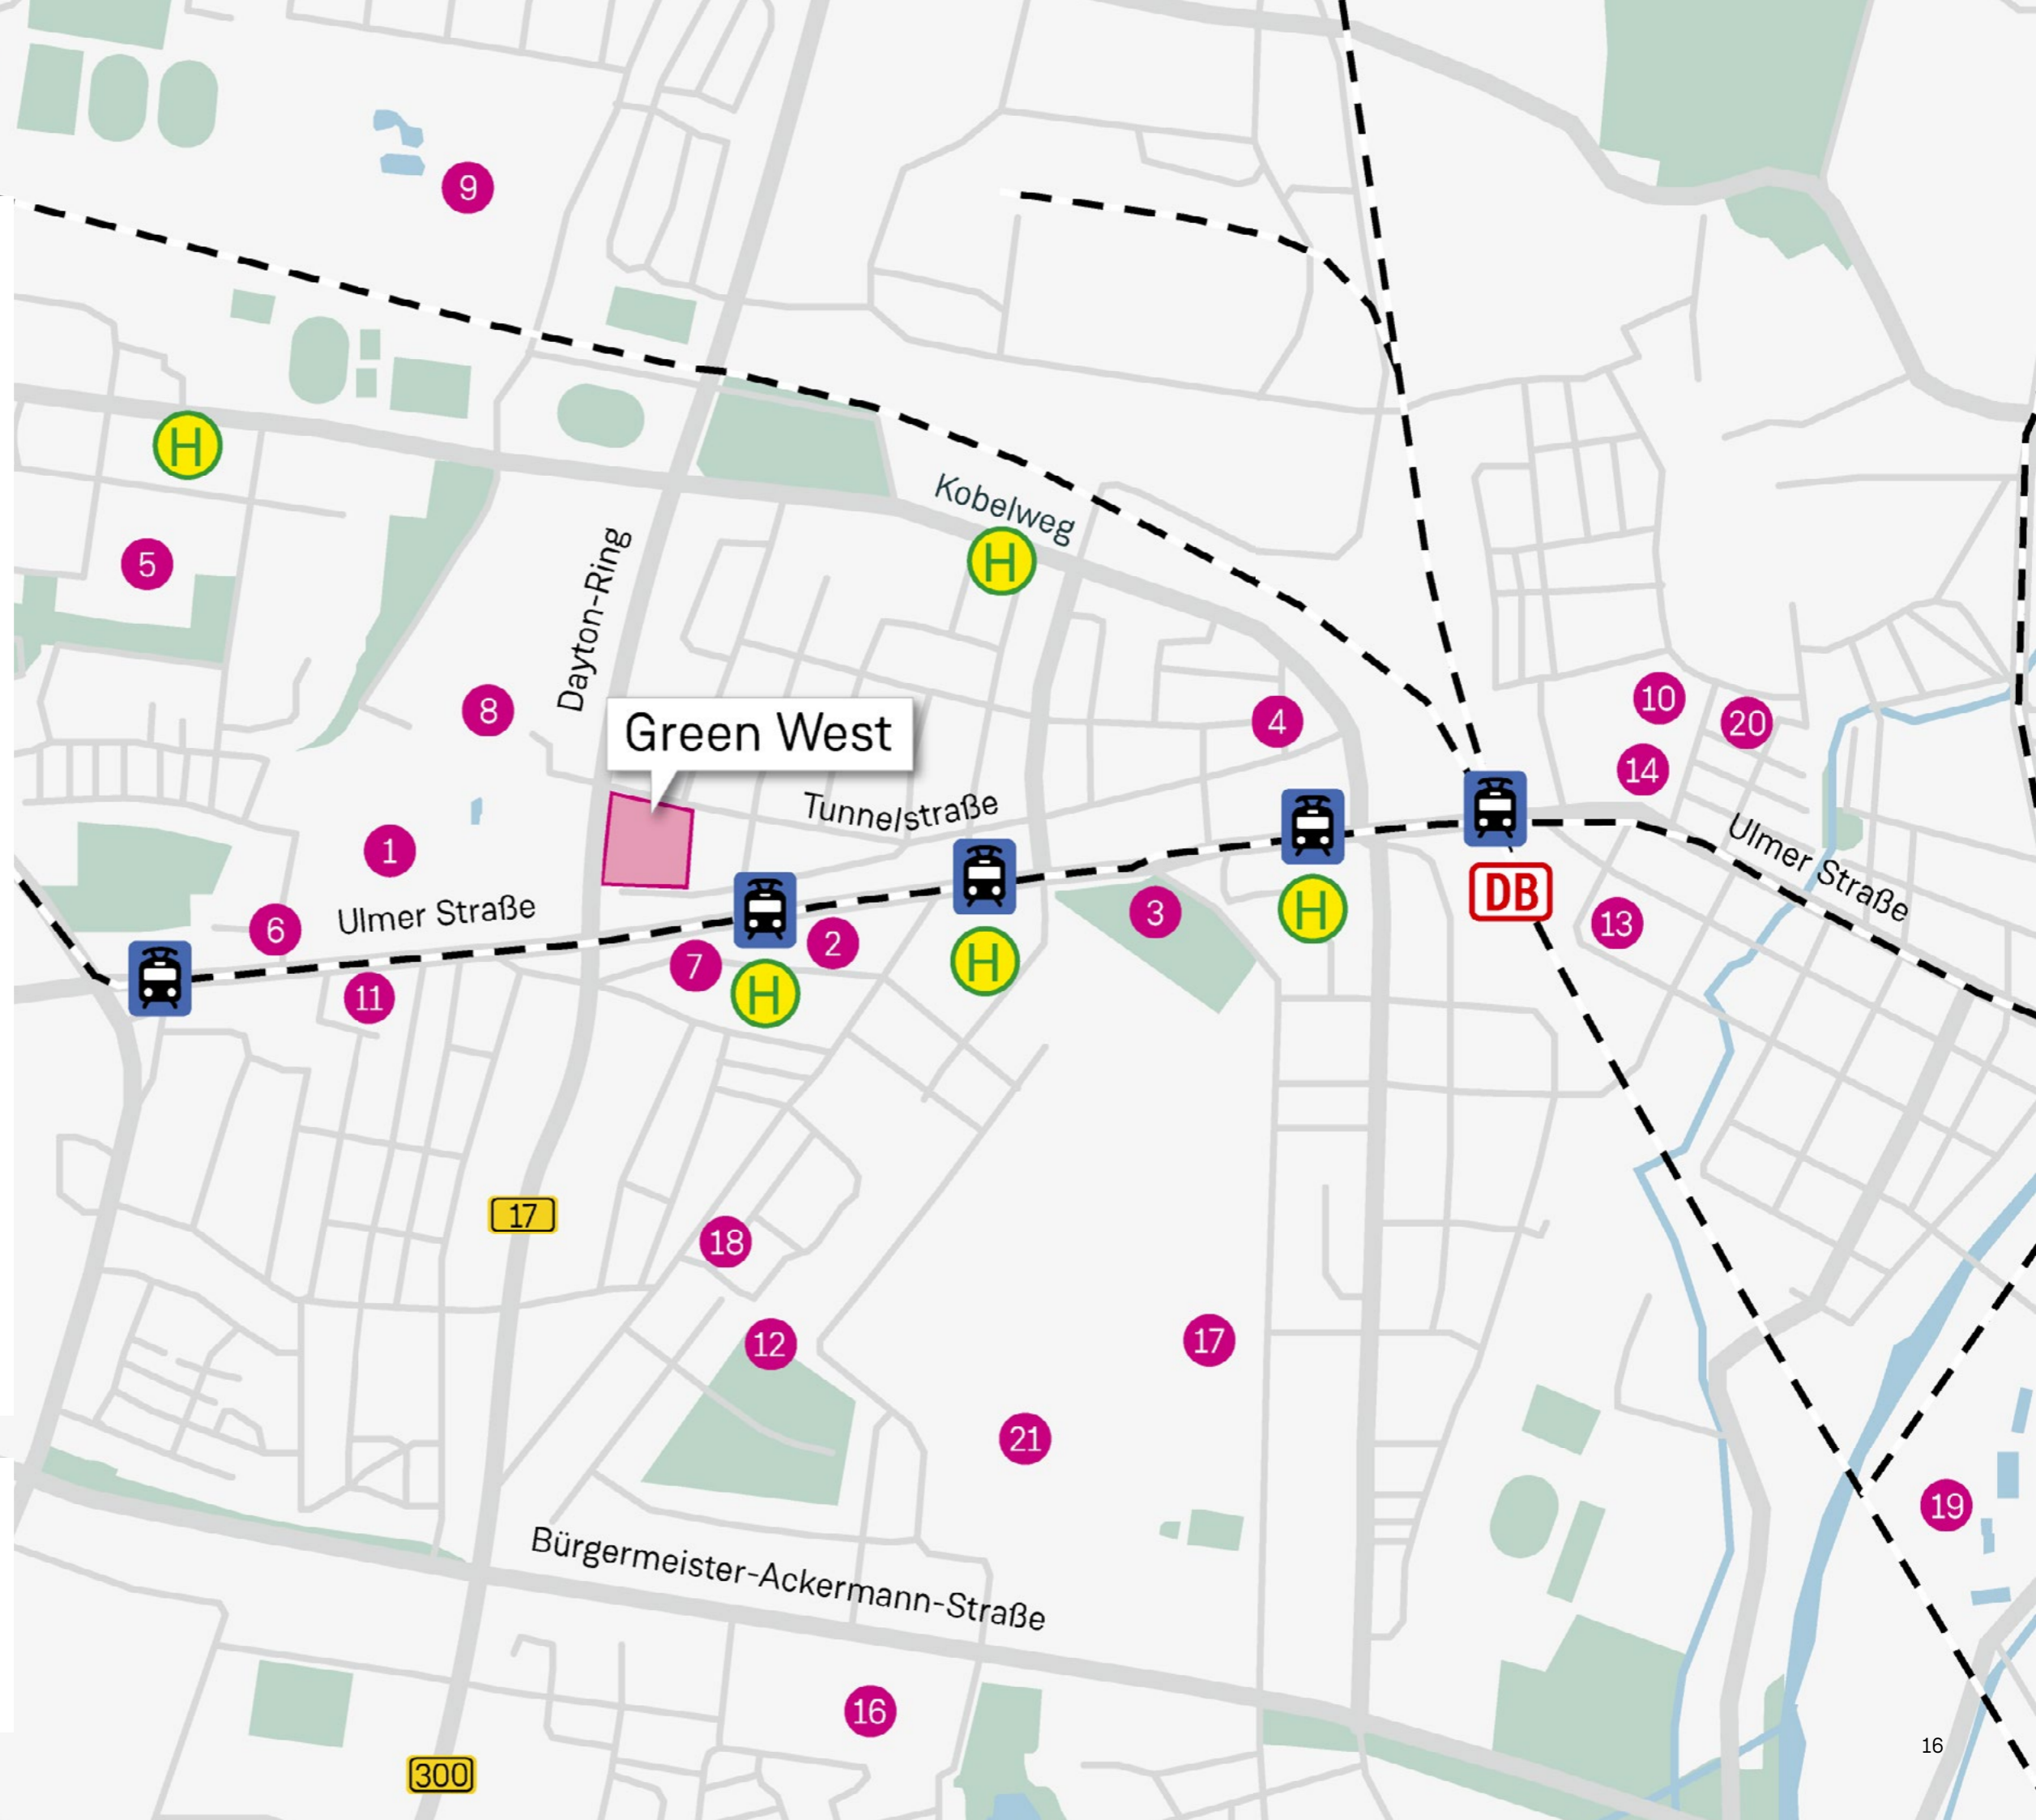 9
H
Kobelweg
H
Dayton-Ring
5
8
Green West
4
10
20
14
Tunnelstraße
Ulmer Straße
1
DB
6
Ulmer Straße
7
2
3
H
13
11
H
H
17
18
12
17
21
19
Bürgermeister-Ackermann-Straße
16
16
300